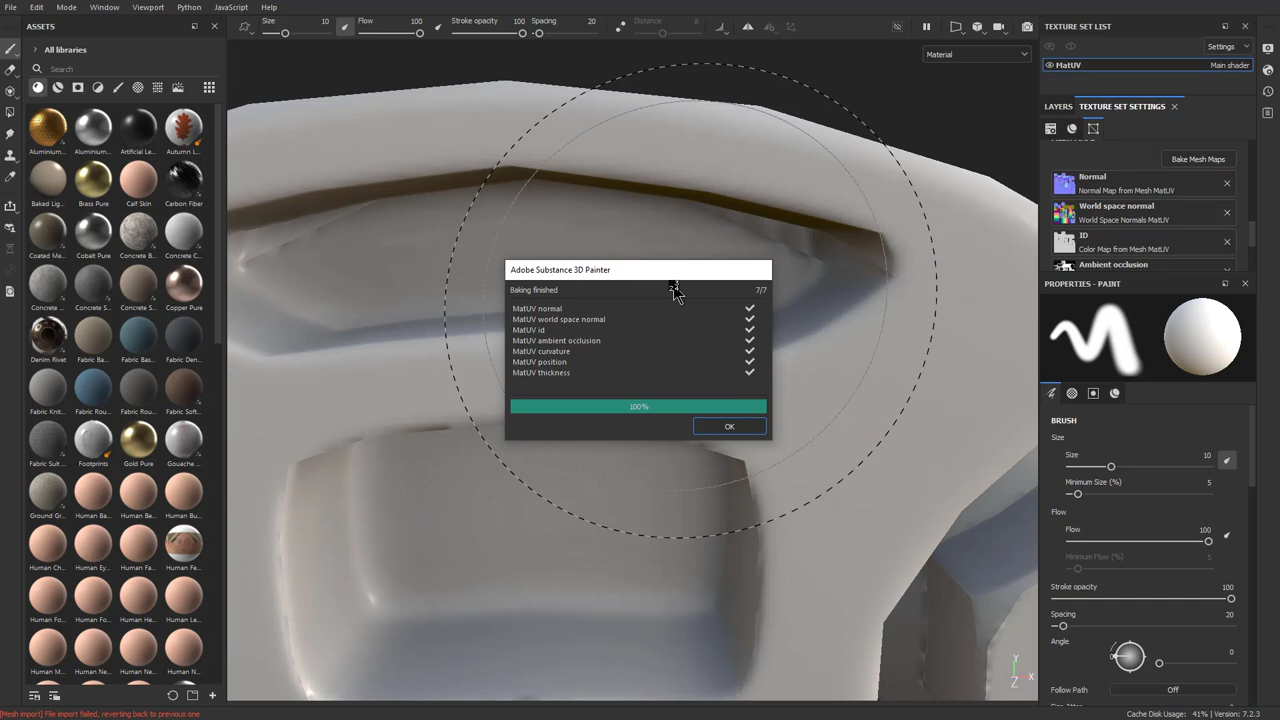 File Edit Mode Window Viewport Python JavaScript Help
ASSETS
All libraries
Search
Aluminium...
Aluminium...
Artificial Le...
Autumn L...
Baked Lig...
Brass Pure
Calf Skin
Carbon Fiber
Coated Me...
Cobalt Pure
Concrete B...
Concrete C...
Concrete S...
Concrete S...
Concrete S...
Copper Pure
Denim Rivet
Fabric Bam...
Fabric Bas...
Fabric Den...
Fabric Knit...
Fabric Rou...
Fabric Rou...
Fabric Soft...
Fabric Suit ...
Footprints
Gold Pure
Gouache ...
Ground Gr...
Human Ba...
Human Be...
Human Bu...
Human Ch...
Human Ey...
Human Fa...
Human Fe...
Human Fo...
Human Fo...
Human He...
Human Le...
Human M...
Human Ne...
Human Ne...
Human N...
[Mesh import] File import failed, reverting back to previous one
Size 10
Flow 100
Stroke opacity 100
Spacing 20
Distance 8
Material
Adobe Substance 3D Painter
Baking finished 7/7
MatUV normal
MatUV world space normal
MatUV id
MatUV ambient occlusion
MatUV curvature
MatUV position
MatUV thickness
100%
OK
Y
X
Z
TEXTURE SET LIST
Settings
MatUV Main shader
LAYERS TEXTURE SET SETTINGS
Bake Mesh Maps
Normal
Normal Map from Mesh MatUV
World space normal
World Space Normals MatUV
ID
Color Map from Mesh MatUV
Ambient occlusion
PROPERTIES - PAINT
BRUSH
Size
Size 10
Minimum Size (%) 5
Flow
Flow 100
Minimum Flow (%) 5
Stroke opacity 100
Spacing 20
Angle 0
Follow Path Off
Cache Disk Usage: 41% | Version: 7.2.3